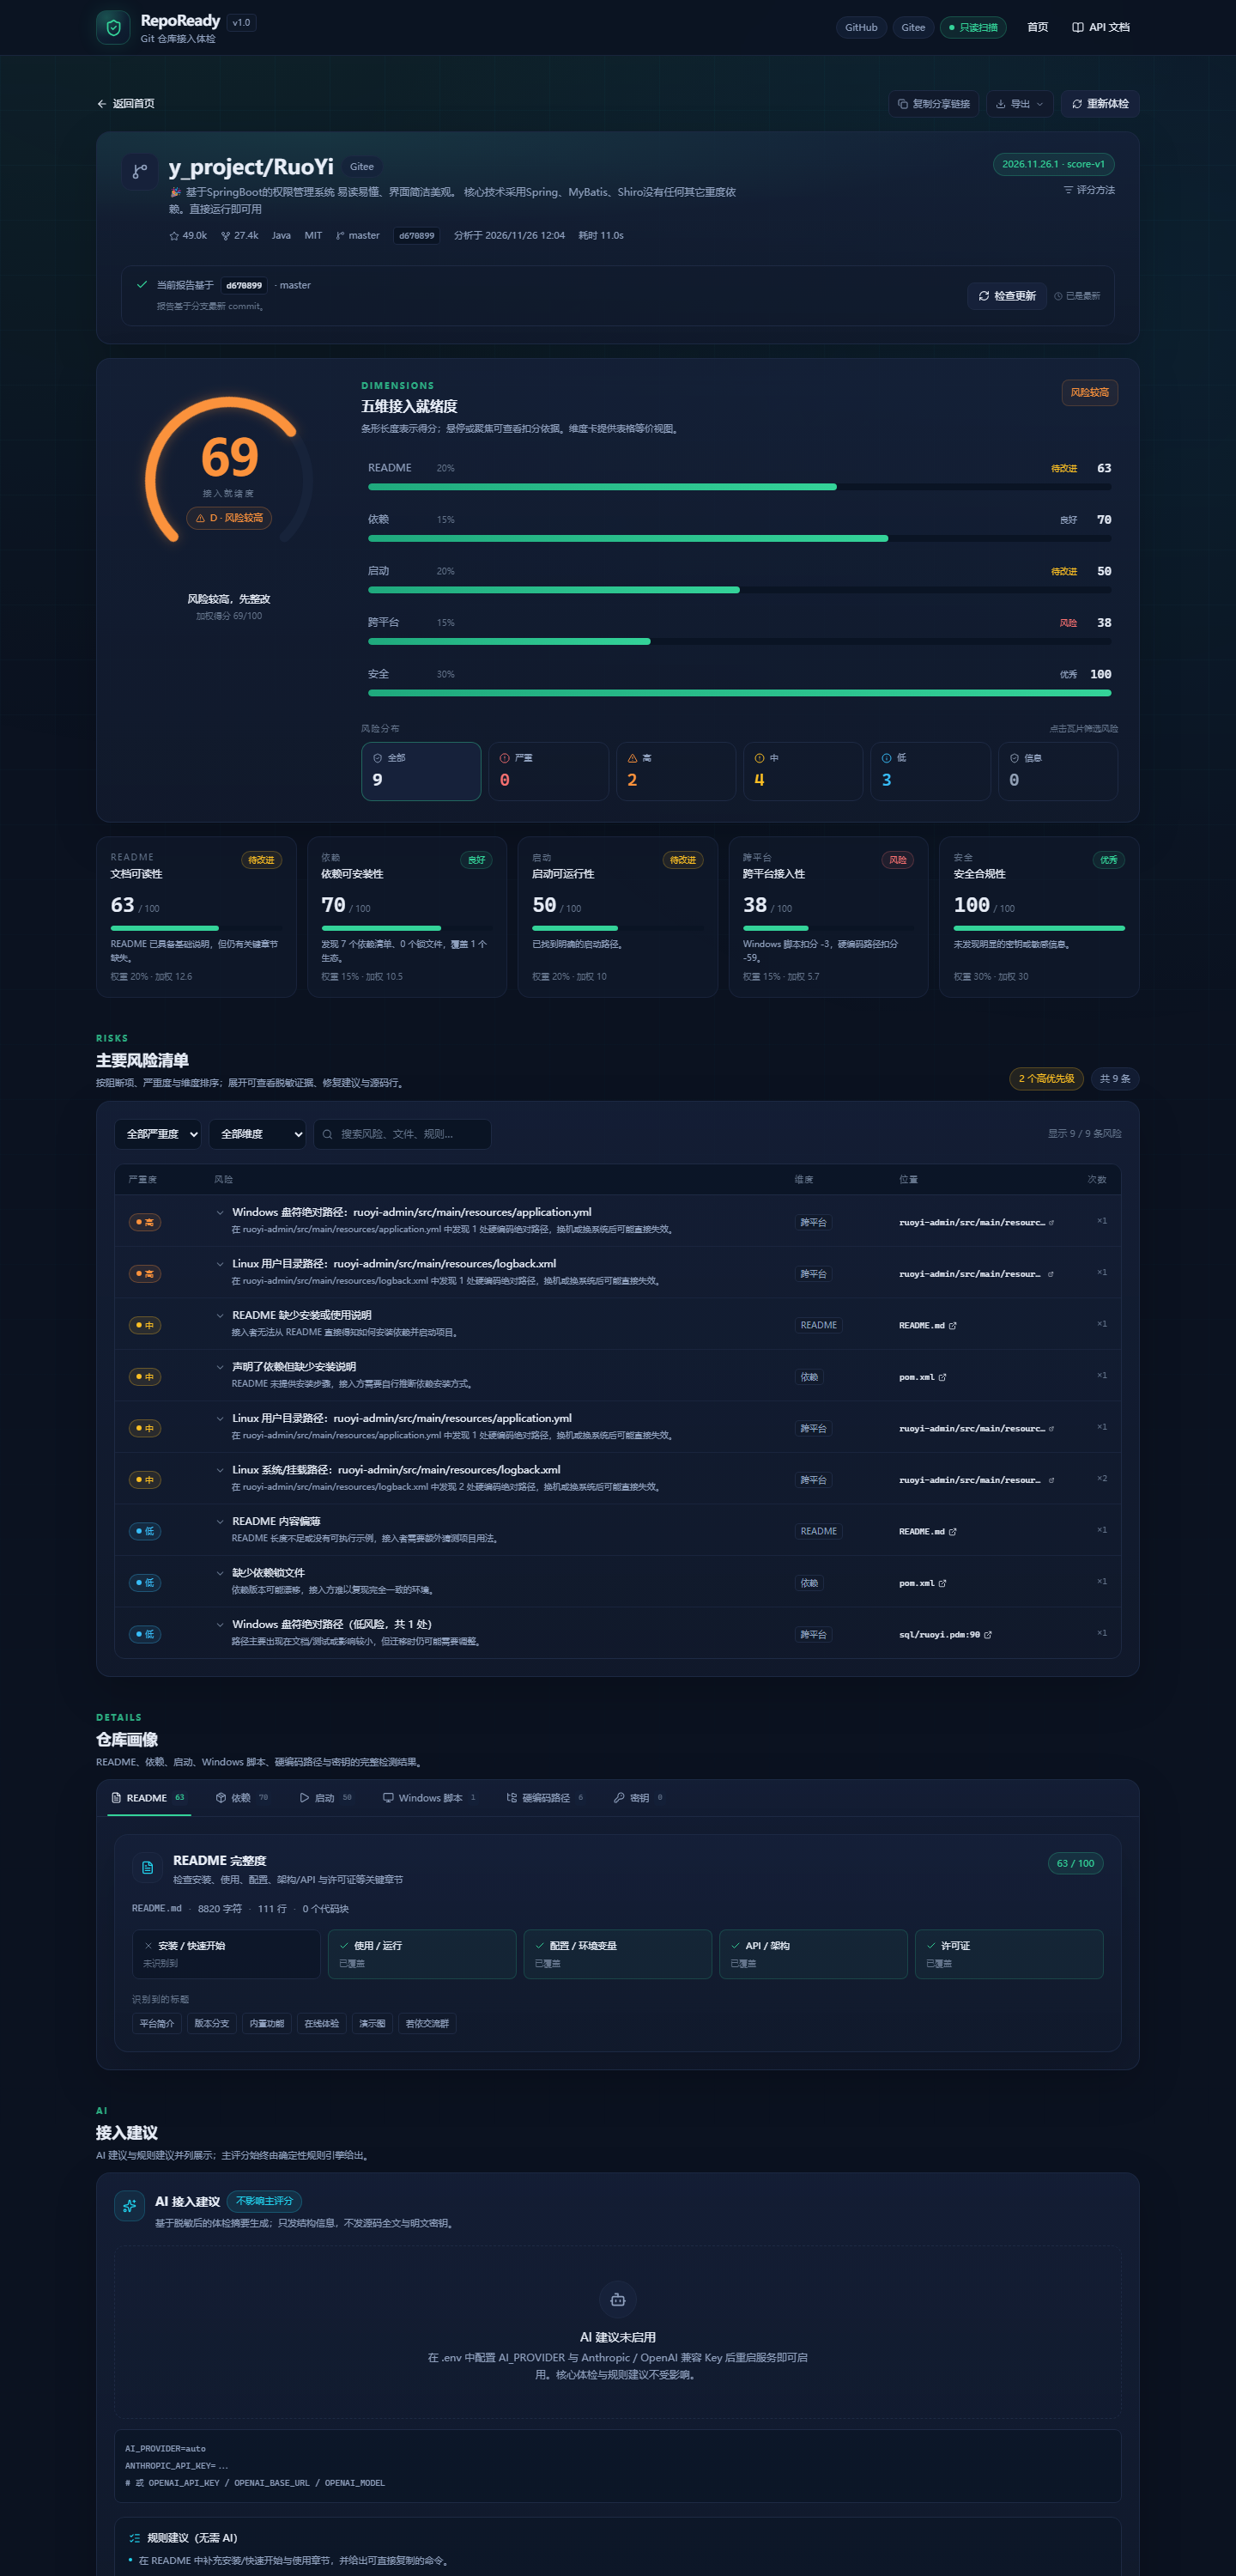 RepoReady v1.0
Git 仓库接入体检
GitHub Gitee 只读扫描 首页 API 文档
返回首页
复制分享链接 导出 重新体检
y_project/RuoYi Gitee
2026.11.26.1 · score-v1
🎉 基于SpringBoot的权限管理系统 易读易懂、界面简洁美观。 核心技术采用Spring、MyBatis、Shiro没有任何其它重度依
赖。直接运行即可用
评分方法
49.0k 27.4k Java MIT master d670899 分析于 2026/11/26 12:04 耗时 11.0s
当前报告基于 d670899 · master
报告基于分支最新 commit。
检查更新 已是最新
69
接入就绪度
D · 风险较高
风险较高，先整改
加权得分 69/100
DIMENSIONS
五维接入就绪度
条形长度表示得分；悬停或聚焦可查看扣分依据。维度卡提供表格等价视图。
风险较高
README 20% 待改进 63
依赖 15% 良好 70
启动 20% 待改进 50
跨平台 15% 风险 38
安全 30% 优秀 100
风险分布 点击瓦片筛选风险
全部 严重 高 中 低 信息
9 0 2 4 3 0
README 待改进
文档可读性
63 / 100
README 已具备基础说明，但仍有关键章节
缺失。
权重 20% · 加权 12.6
依赖 良好
依赖可安装性
70 / 100
发现 7 个依赖清单、0 个锁文件，覆盖 1 个
生态。
权重 15% · 加权 10.5
启动 待改进
启动可运行性
50 / 100
已找到明确的启动路径。
权重 20% · 加权 10
跨平台 风险
跨平台接入性
38 / 100
Windows 脚本扣分 -3，硬编码路径扣分
-59。
权重 15% · 加权 5.7
安全 优秀
安全合规性
100 / 100
未发现明显的密钥或敏感信息。
权重 30% · 加权 30
RISKS
主要风险清单
按阻断项、严重度与维度排序；展开可查看脱敏证据、修复建议与源码行。
2 个高优先级 共 9 条
全部严重度 全部维度 搜索风险、文件、规则... 显示 9 / 9 条风险
严重度 风险 维度 位置 次数
高 Windows 盘符绝对路径：ruoyi-admin/src/main/resources/application.yml 跨平台 ruoyi-admin/src/main/resourc… ×1
在 ruoyi-admin/src/main/resources/application.yml 中发现 1 处硬编码绝对路径，换机或换系统后可能直接失效。
高 Linux 用户目录路径：ruoyi-admin/src/main/resources/logback.xml 跨平台 ruoyi-admin/src/main/resour… ×1
在 ruoyi-admin/src/main/resources/logback.xml 中发现 1 处硬编码绝对路径，换机或换系统后可能直接失效。
中 README 缺少安装或使用说明 README README.md ×1
接入者无法从 README 直接得知如何安装依赖并启动项目。
中 声明了依赖但缺少安装说明 依赖 pom.xml ×1
README 未提供安装步骤，接入方需要自行推断依赖安装方式。
中 Linux 用户目录路径：ruoyi-admin/src/main/resources/application.yml 跨平台 ruoyi-admin/src/main/resourc… ×1
在 ruoyi-admin/src/main/resources/application.yml 中发现 1 处硬编码绝对路径，换机或换系统后可能直接失效。
中 Linux 系统/挂载路径：ruoyi-admin/src/main/resources/logback.xml 跨平台 ruoyi-admin/src/main/resour… ×2
在 ruoyi-admin/src/main/resources/logback.xml 中发现 2 处硬编码绝对路径，换机或换系统后可能直接失效。
低 README 内容偏薄 README README.md ×1
README 长度不足或没有可执行示例，接入者需要额外猜测项目用法。
低 缺少依赖锁文件 依赖 pom.xml ×1
依赖版本可能漂移，接入方难以复现完全一致的环境。
低 Windows 盘符绝对路径（低风险，共 1 处） 跨平台 sql/ruoyi.pdm:90 ×1
路径主要出现在文档/测试或影响较小，但迁移时仍可能需要调整。
DETAILS
仓库画像
README、依赖、启动、Windows 脚本、硬编码路径与密钥的完整检测结果。
README 63 依赖 70 启动 50 Windows 脚本 1 硬编码路径 6 密钥 0
README 完整度
检查安装、使用、配置、架构/API 与许可证等关键章节
63 / 100
README.md · 8820 字符 · 111 行 · 0 个代码块
安装 / 快速开始 使用 / 运行 配置 / 环境变量 API / 架构 许可证
未识别到 已覆盖 已覆盖 已覆盖 已覆盖
识别到的标题
平台简介 版本分支 内置功能 在线体验 演示图 若依交流群
AI
接入建议
AI 建议与规则建议并列展示；主评分始终由确定性规则引擎给出。
AI 接入建议 不影响主评分
基于脱敏后的体检摘要生成；只发结构信息，不发源码全文与明文密钥。
AI 建议未启用
在 .env 中配置 AI_PROVIDER 与 Anthropic / OpenAI 兼容 Key 后重启服务即可启
用。核心体检与规则建议不受影响。
AI_PROVIDER=auto
ANTHROPIC_API_KEY=...
# 或 OPENAI_API_KEY / OPENAI_BASE_URL / OPENAI_MODEL
规则建议（无需 AI）
• 在 README 中补充安装/快速开始与使用章节，并给出可直接复制的命令。